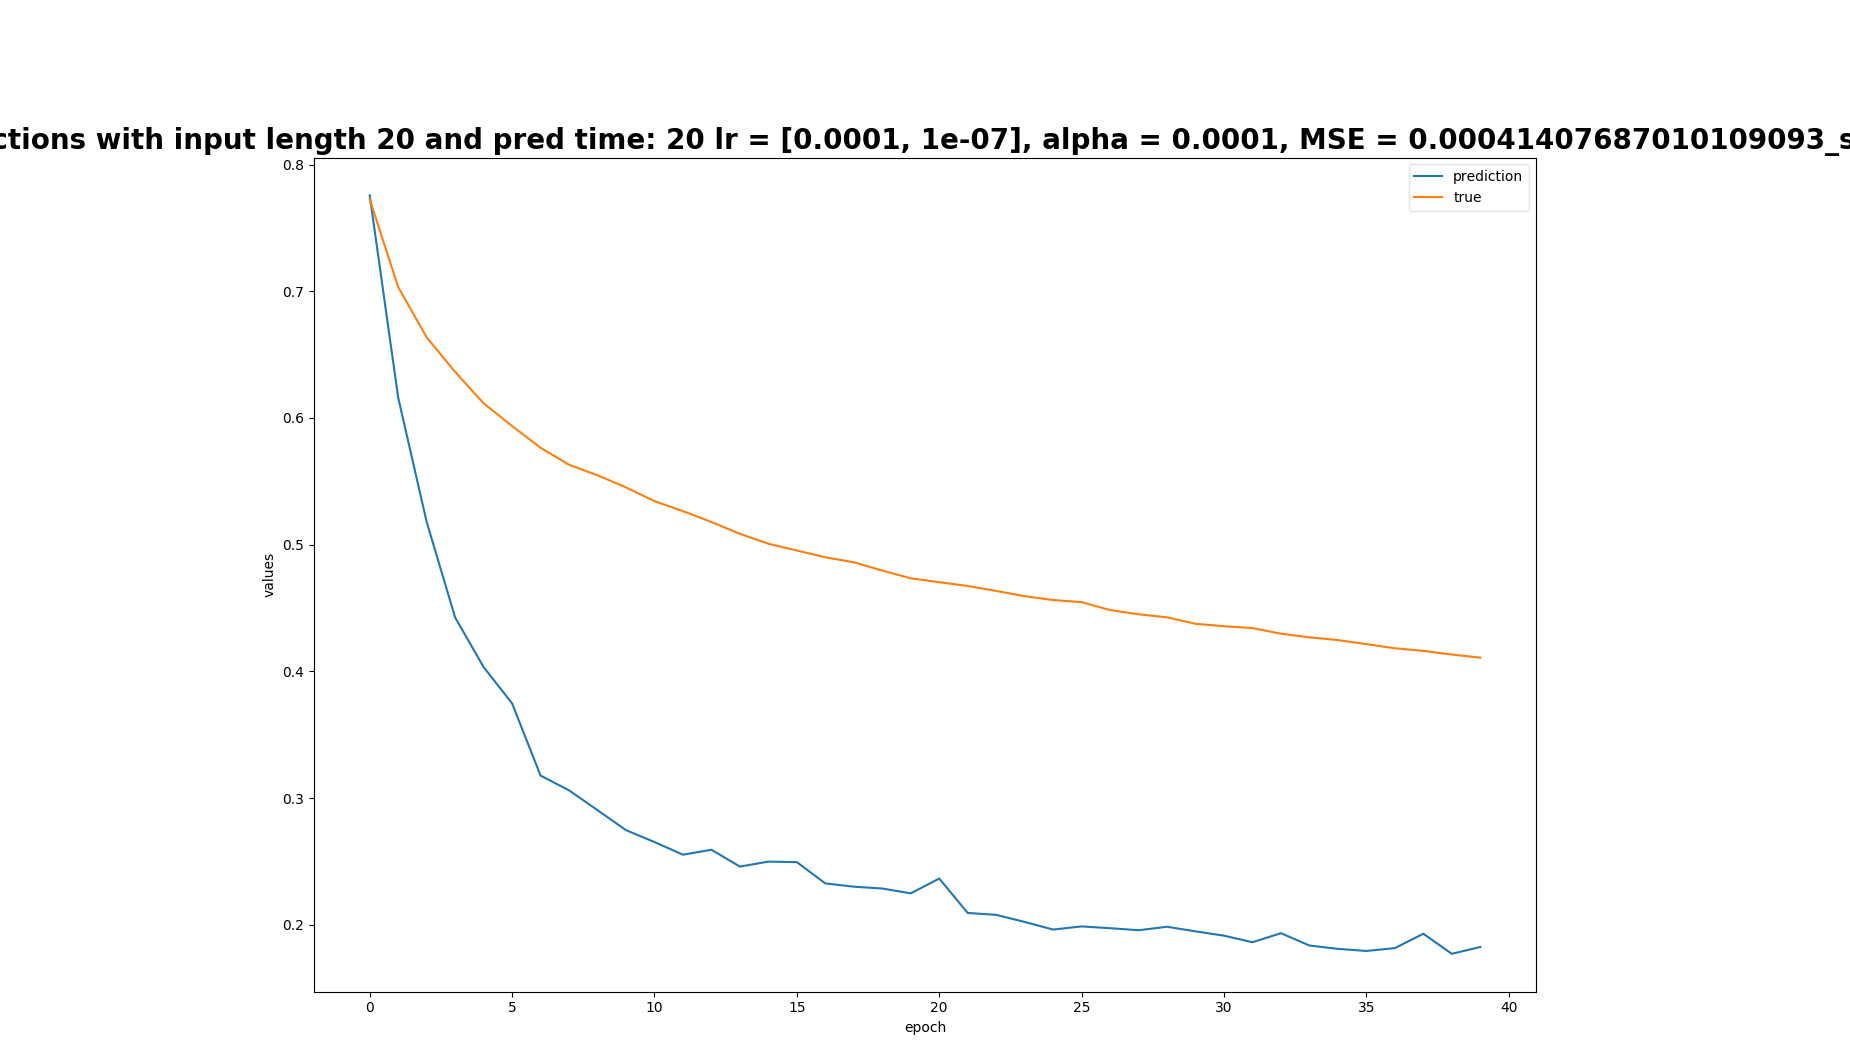 ctions with input length 20 and pred time: 20 lr = [0.0001, 1e-07], alpha = 0.0001, MSE = 0.00041407687010109093_s
prediction
true
0.8
0.7
0.6
0.5
0.4
0.3
0.2
values
0 5 10 15 20 25 30 35 40
epoch